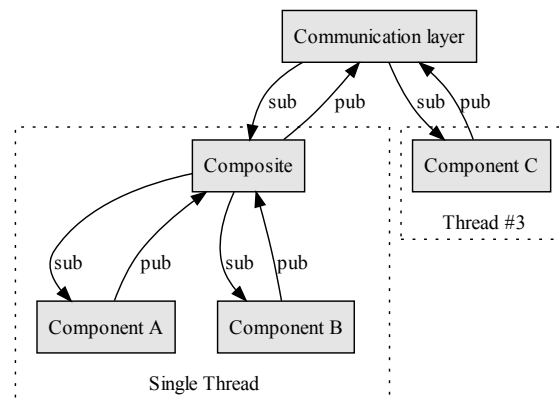 Communication layer
sub
pub
sub
pub
Composite
Component C
Thread #3
sub
pub
sub
pub
Component A
Component B
Single Thread